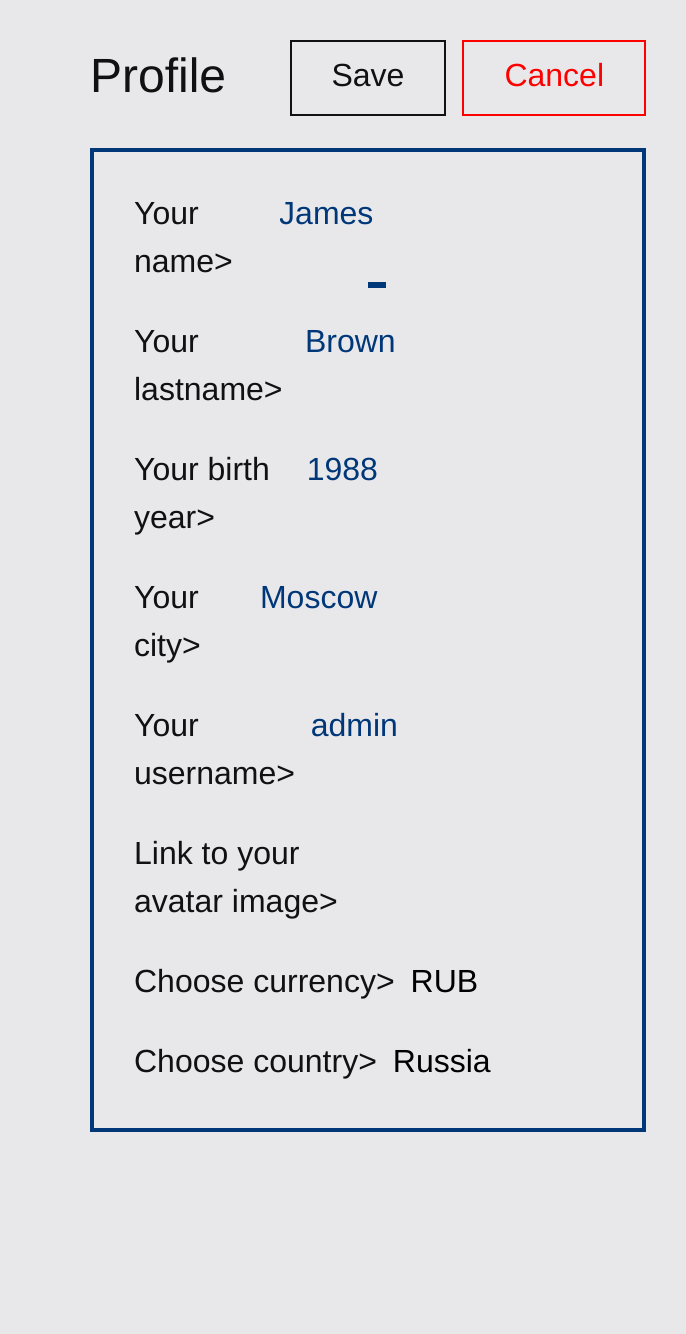 Profile Save Cancel
Your James
name>
Your Brown
lastname>
Your birth 1988
year>
Your Moscow
city>
Your admin
username>
Link to your
avatar image>
Choose currency> RUB
Choose country> Russia